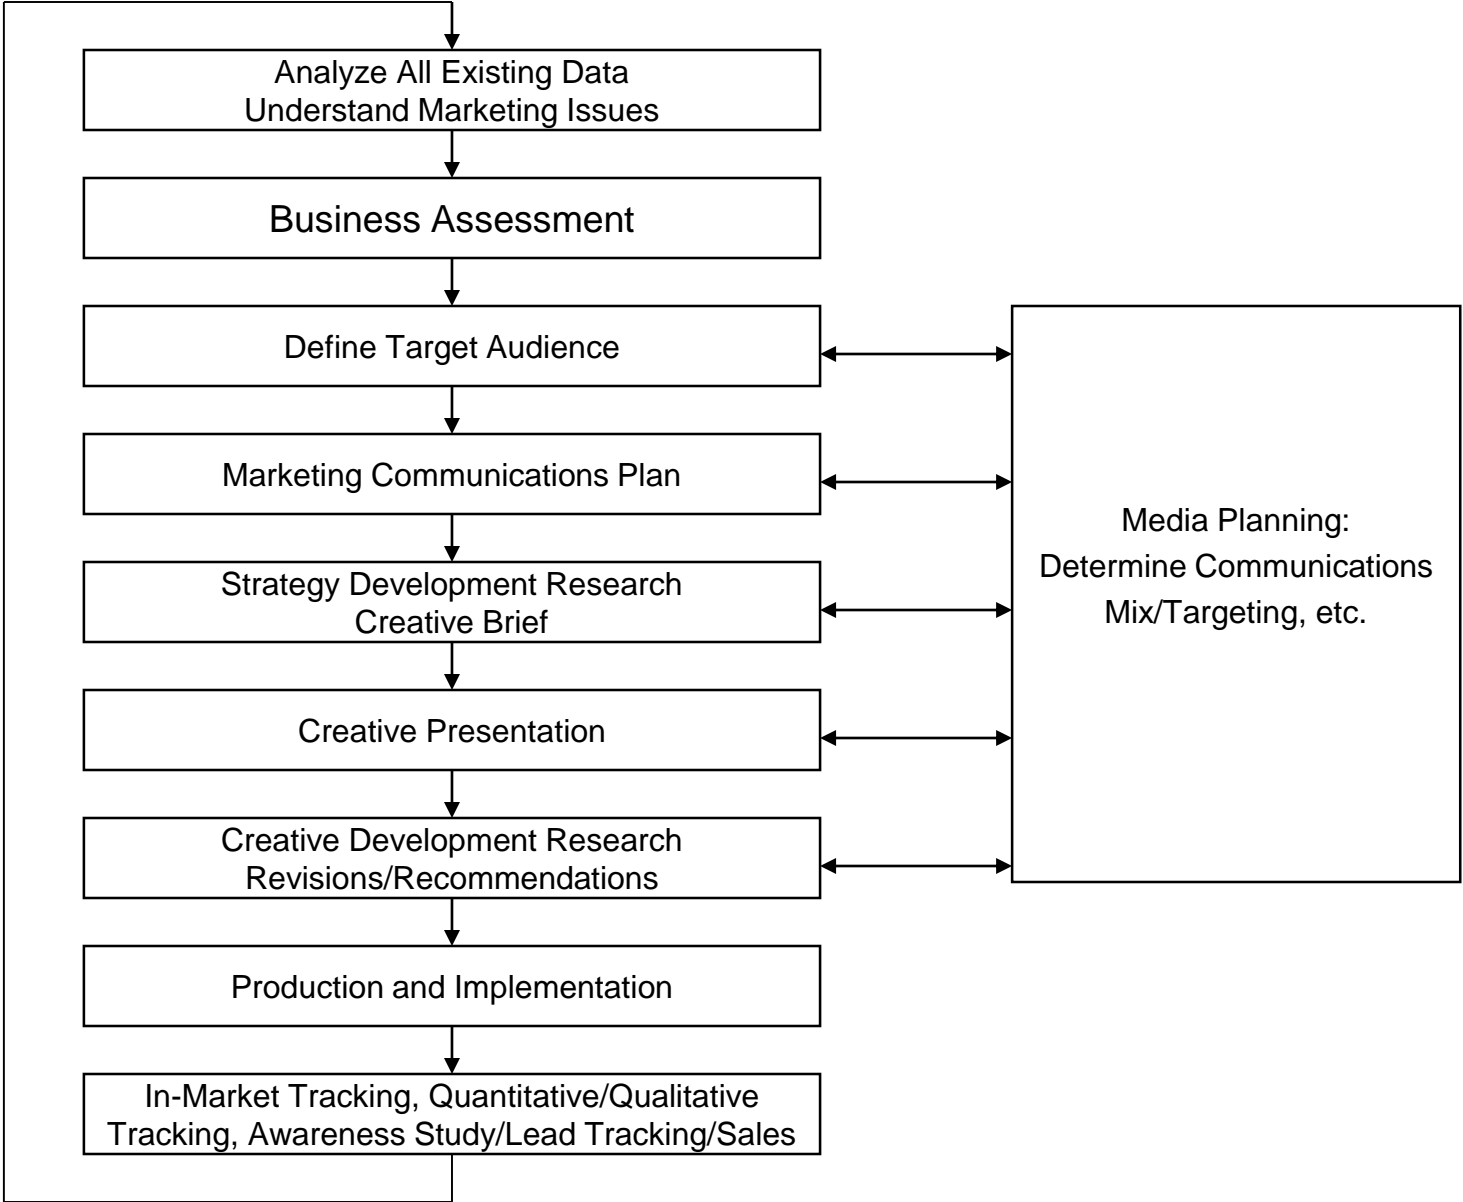 Analyze All Existing Data
Understand Marketing Issues
Business Assessment
Define Target Audience
Marketing Communications Plan
Strategy Development Research
Creative Brief
Creative Presentation
Creative Development Research
Revisions/Recommendations
Production and Implementation
In-Market Tracking, Quantitative/Qualitative
Tracking, Awareness Study/Lead Tracking/Sales
Media Planning:
Determine Communications
Mix/Targeting, etc.